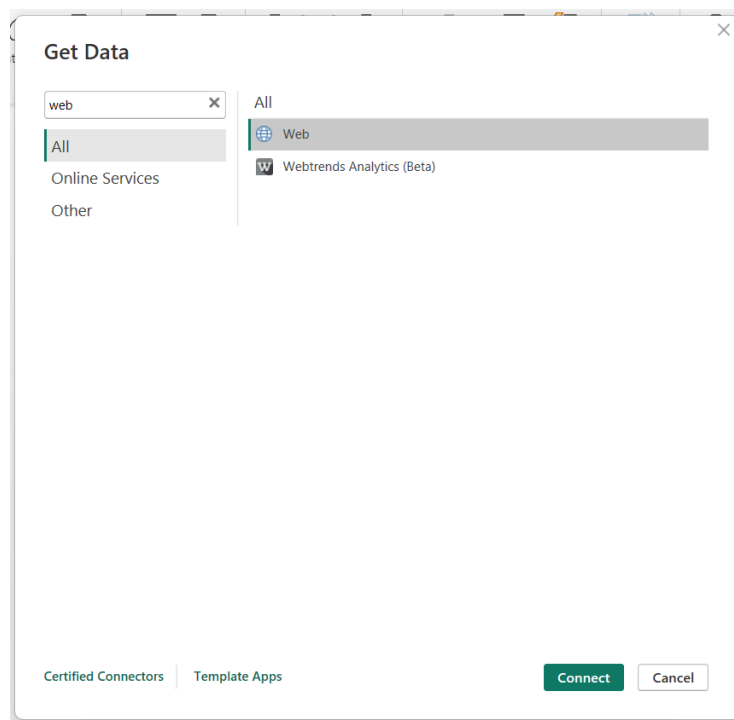 Get Data
web
All
Online Services
Other
All
Web
W Webtrends Analytics (Beta)
Certified Connectors
Template Apps
Connect
Cancel